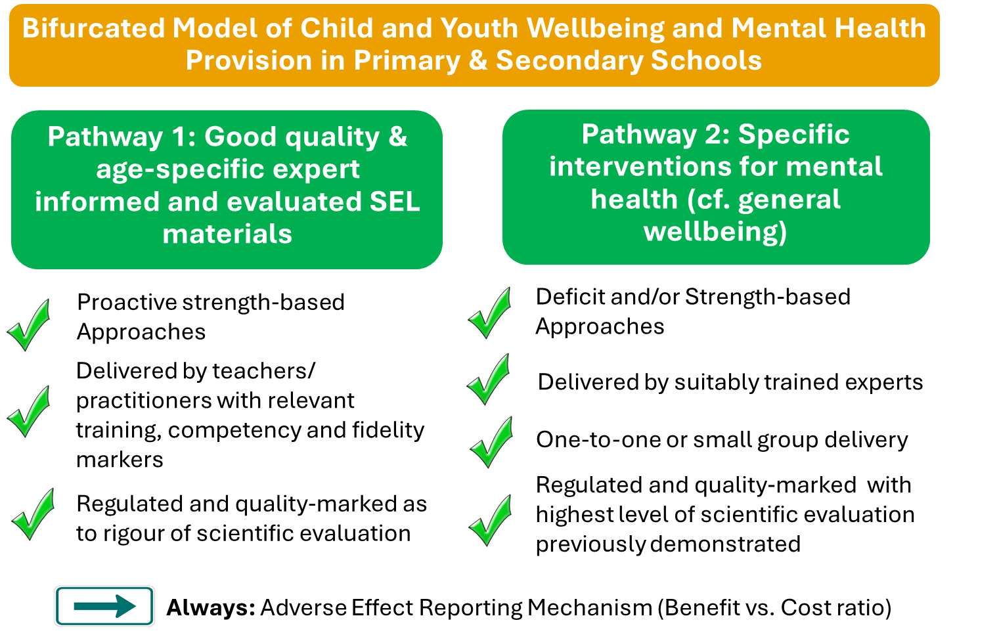 Bifurcated Model of Child and Youth Wellbeing and Mental Health
Provision in Primary & Secondary Schools
Pathway 1: Good quality &
age-specific expert
informed and evaluated SEL
materials
Proactive strength-based
Approaches
Delivered by teachers/
practitioners with relevant
training, competency and fidelity
markers
Regulated and quality-marked as
to rigour of scientific evaluation
Pathway 2: Specific
interventions for mental
health (cf. general
wellbeing)
Deficit and/or Strength-based
Approaches
Delivered by suitably trained experts
One-to-one or small group delivery
Regulated and quality-marked with
highest level of scientific evaluation
previously demonstrated
Always: Adverse Effect Reporting Mechanism (Benefit vs. Cost ratio)